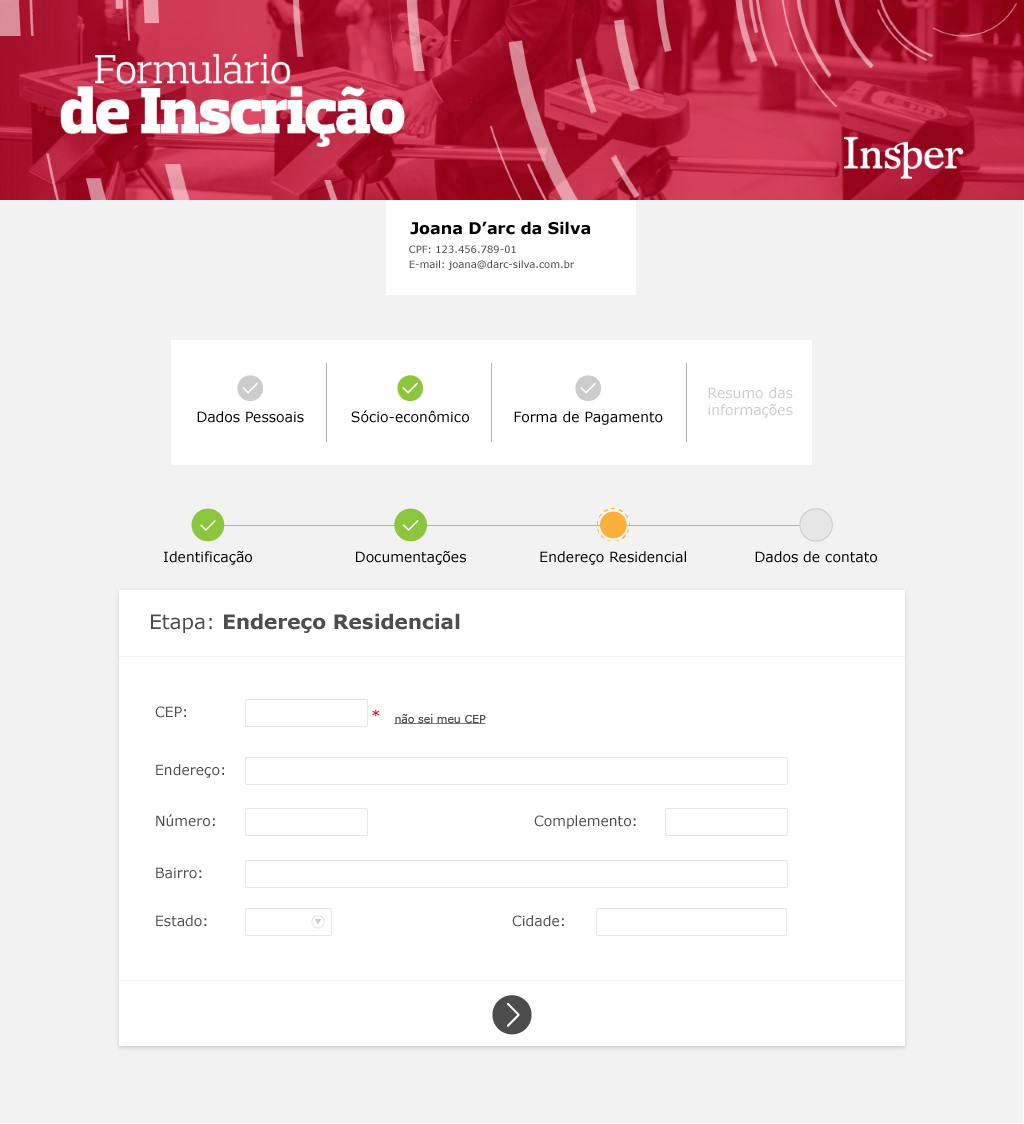 Formulário
de Inscrição
Insper
Joana D’arc da Silva
CPF: 123.456.789-01
E-mail: joana@darc-silva.com.br
Dados Pessoais
Sócio-econômico
Forma de Pagamento
Resumo das
informações
Identificação
Documentações
Endereço Residencial
Dados de contato
Etapa: Endereço Residencial
CEP: * não sei meu CEP
Endereço:
Número: Complemento:
Bairro:
Estado: Cidade: